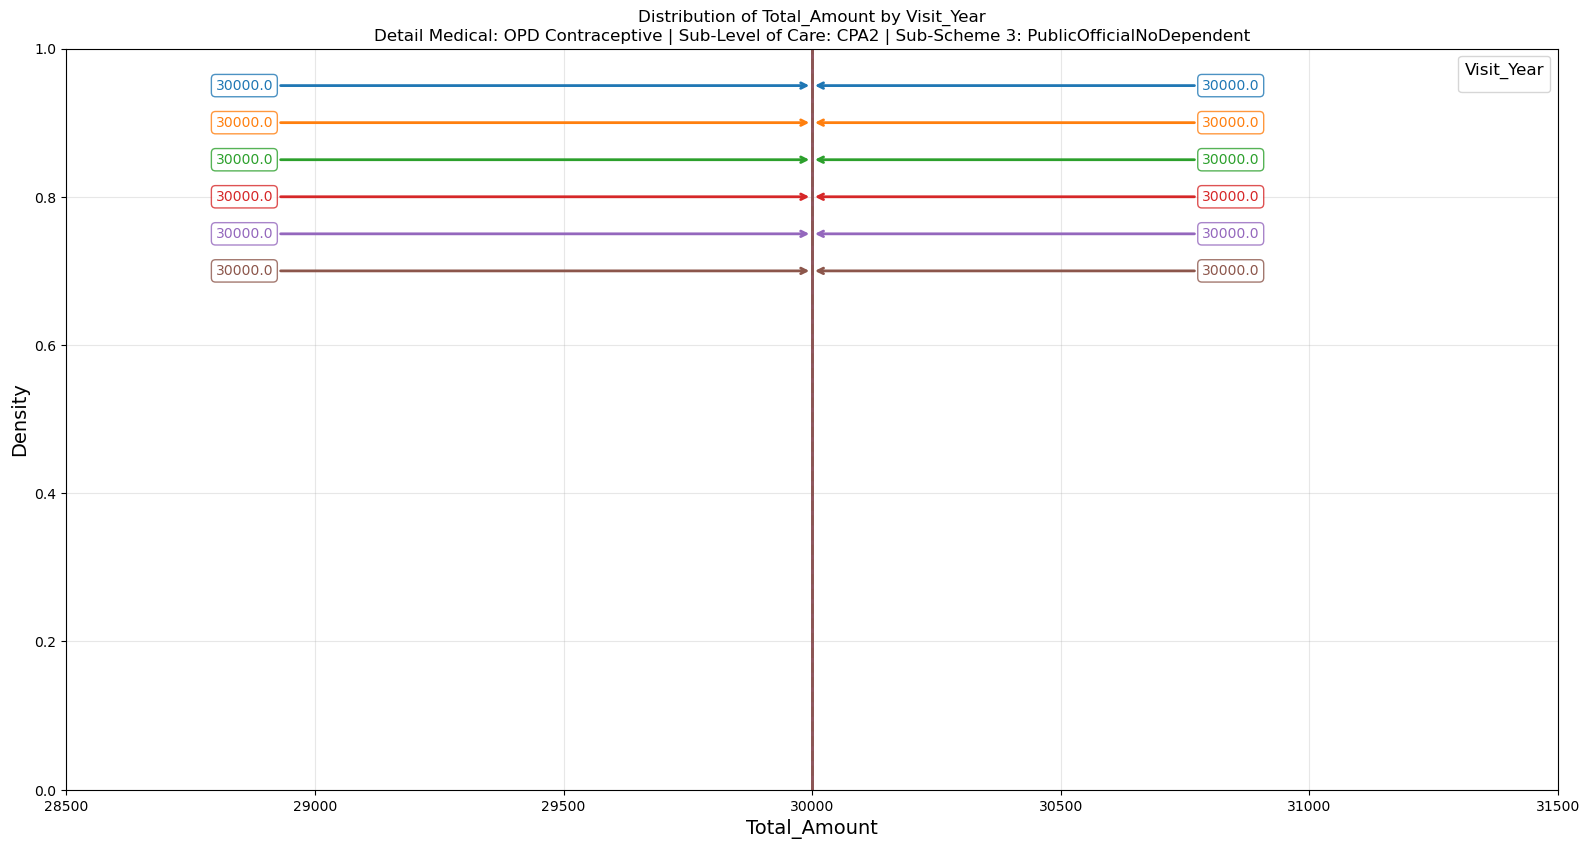 Distribution of Total_Amount by Visit_Year
Detail Medical: OPD Contraceptive | Sub-Level of Care: CPA2 | Sub-Scheme 3: PublicOfficialNoDependent
Visit_Year
1.0
0.8
0.6
0.4
0.2
0.0
Density
30000.0 30000.0
30000.0 30000.0
30000.0 30000.0
30000.0 30000.0
30000.0 30000.0
30000.0 30000.0
28500 29000 29500 30000 30500 31000 31500
Total_Amount